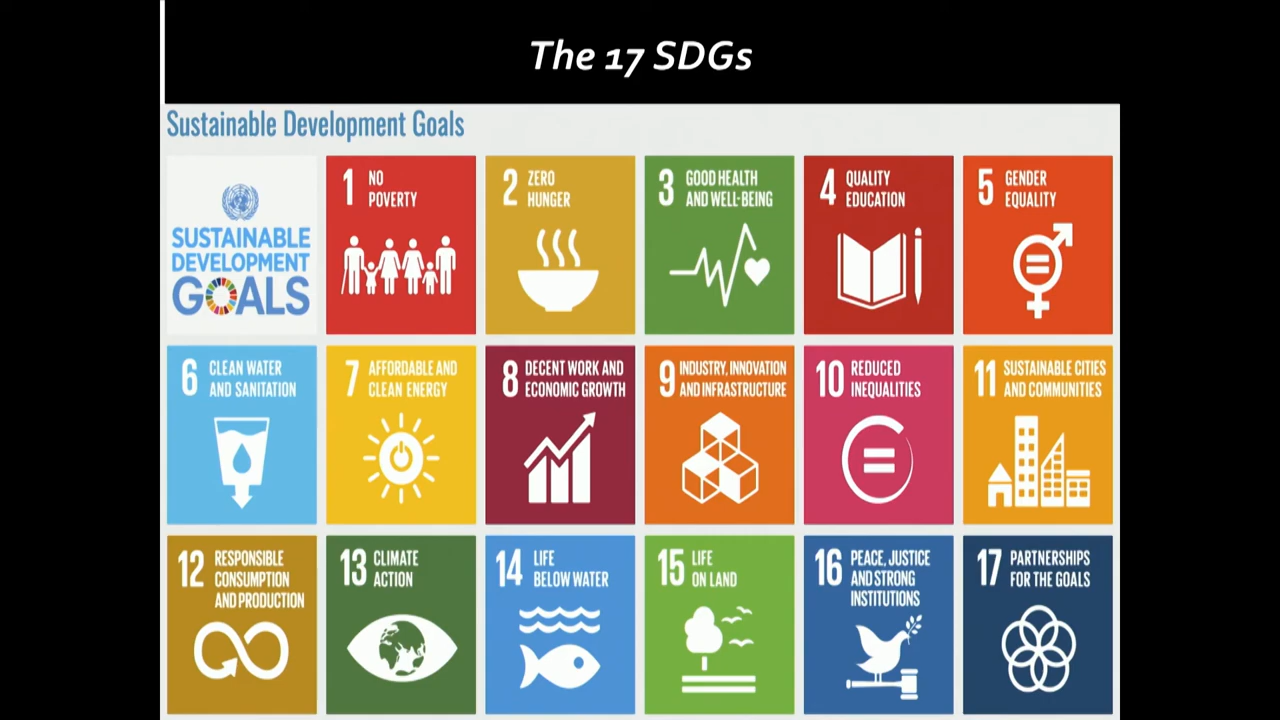 The 17 SDGs
Sustainable Development Goals
SUSTAINABLE
DEVELOPMENT
GOALS
1 NO
POVERTY
2 ZERO
HUNGER
3 GOOD HEALTH
AND WELL-BEING
4 QUALITY
EDUCATION
5 GENDER
EQUALITY
6 CLEAN WATER
AND SANITATION
7 AFFORDABLE AND
CLEAN ENERGY
8 DECENT WORK AND
ECONOMIC GROWTH
9 INDUSTRY, INNOVATION
AND INFRASTRUCTURE
10 REDUCED
INEQUALITIES
11 SUSTAINABLE CITIES
AND COMMUNITIES
12 RESPONSIBLE
CONSUMPTION
AND PRODUCTION
13 CLIMATE
ACTION
14 LIFE
BELOW WATER
15 LIFE
ON LAND
16 PEACE, JUSTICE
AND STRONG
INSTITUTIONS
17 PARTNERSHIPS
FOR THE GOALS